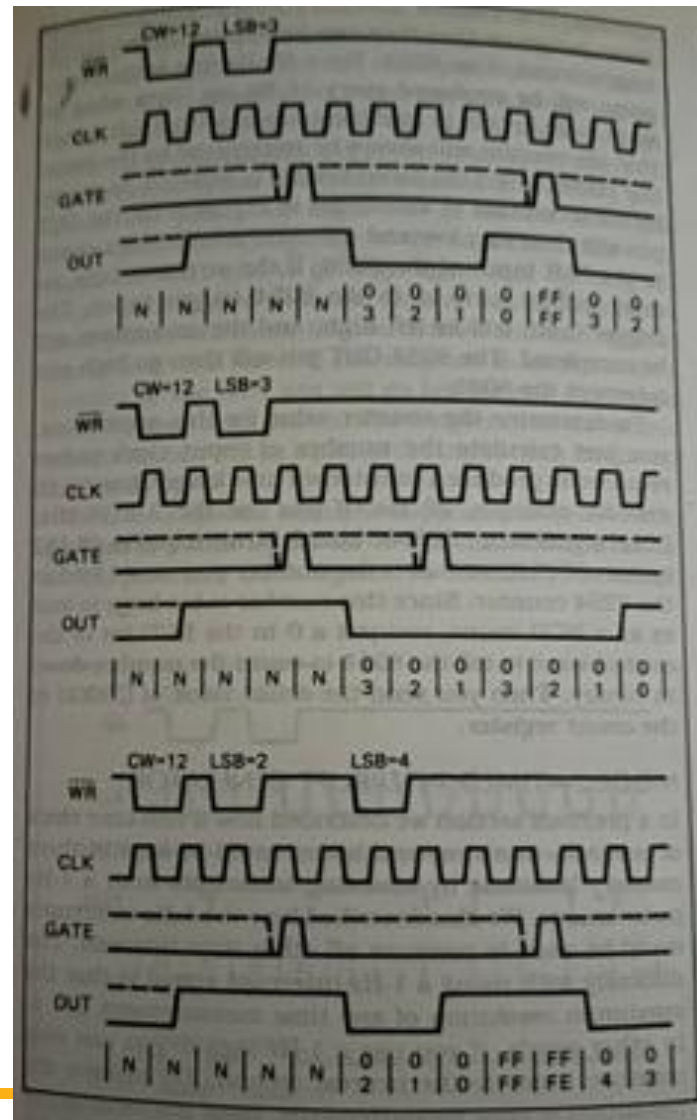 CW=12 LSB=3
WR
CLK
GATE
OUT
| N | N | N | N | N | 0 3 | 0 2 | 0 1 | 0 0 | FF FF | 0 3 | 0 2 |
CW=12 LSB=3
WR
CLK
GATE
OUT
| N | N | N | N | N | 0 3 | 0 2 | 0 1 | 0 3 | 0 2 | 0 1 | 0 0 |
CW=12 LSB=2 LSB=4
WR
CLK
GATE
OUT
| N | N | N | N | N | 0 2 | 0 1 | 0 0 | FF FF | FF FE | 0 4 | 0 3 |